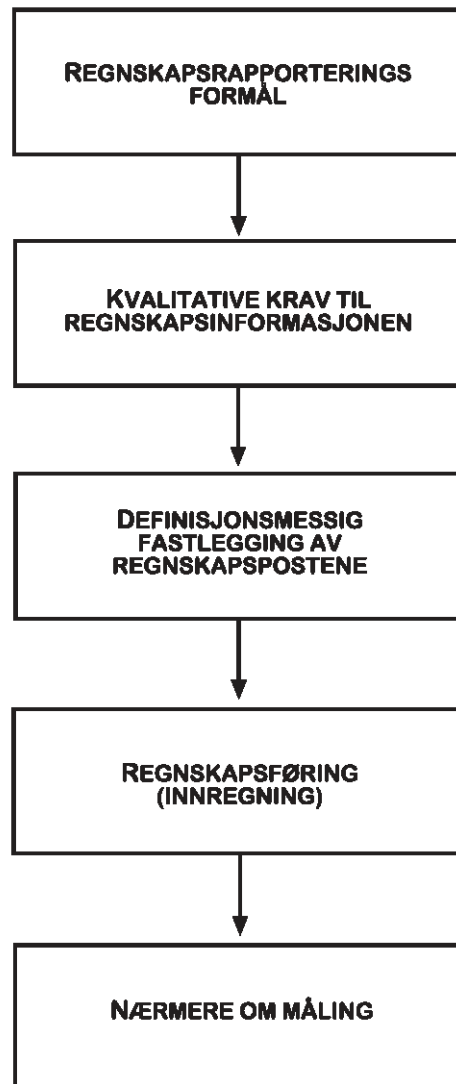 REGNSKAPSRAPPORTERINGS
FORMÅL
KVALITATIVE KRAV TIL
REGNSKAPSINFORMASJONEN
DEFINISJONSMESSIG
FASTLEGGING AV
REGNSKAPSPOSTENE
REGNSKAPSFØRING
(INNREGNING)
NÆRMERE OM MÅLING